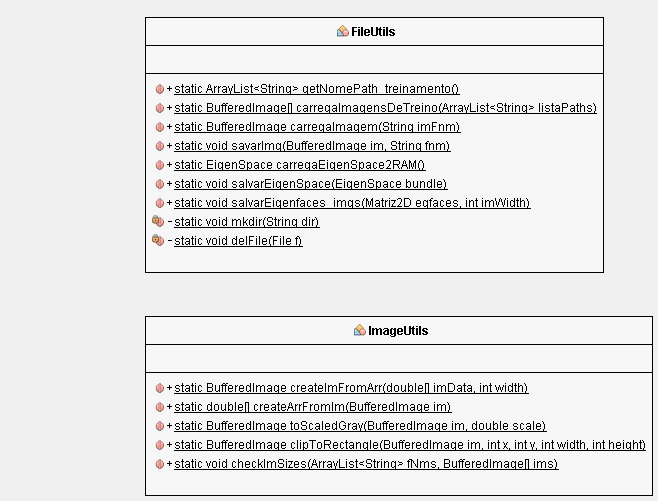 FileUtils
+ static ArrayList<String> getNomePath_treinamento()
+ static BufferedImage[] carregaImagensDeTreino(ArrayList<String> listaPaths)
+ static BufferedImage carregaImagem(String imFnm)
+ static void savarImg(BufferedImage im, String fnm)
+ static EigenSpace carregaEigenSpace2RAM()
+ static void salvarEigenSpace(EigenSpace bundle)
+ static void salvarEigenfaces_imgs(Matriz2D egfaces, int imWidth)
- static void mkdir(String dir)
- static void delFile(File f)
ImageUtils
+ static BufferedImage createImFromArr(double[] imData, int width)
+ static double[] createArrFromIm(BufferedImage im)
+ static BufferedImage toScaledGray(BufferedImage im, double scale)
+ static BufferedImage clipToRectangle(BufferedImage im, int x, int y, int width, int height)
+ static void checkImSizes(ArrayList<String> fNms, BufferedImage[] ims)